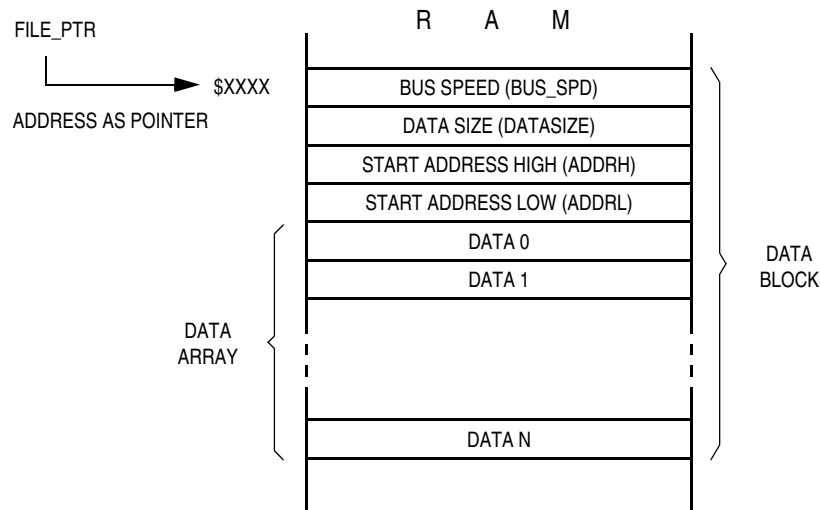 R A M
FILE_PTR
$XXXX
ADDRESS AS POINTER
BUS SPEED (BUS_SPD)
DATA SIZE (DATASIZE)
START ADDRESS HIGH (ADDRH)
START ADDRESS LOW (ADDRL)
DATA 0
DATA 1
DATA
BLOCK
DATA
ARRAY
DATA N